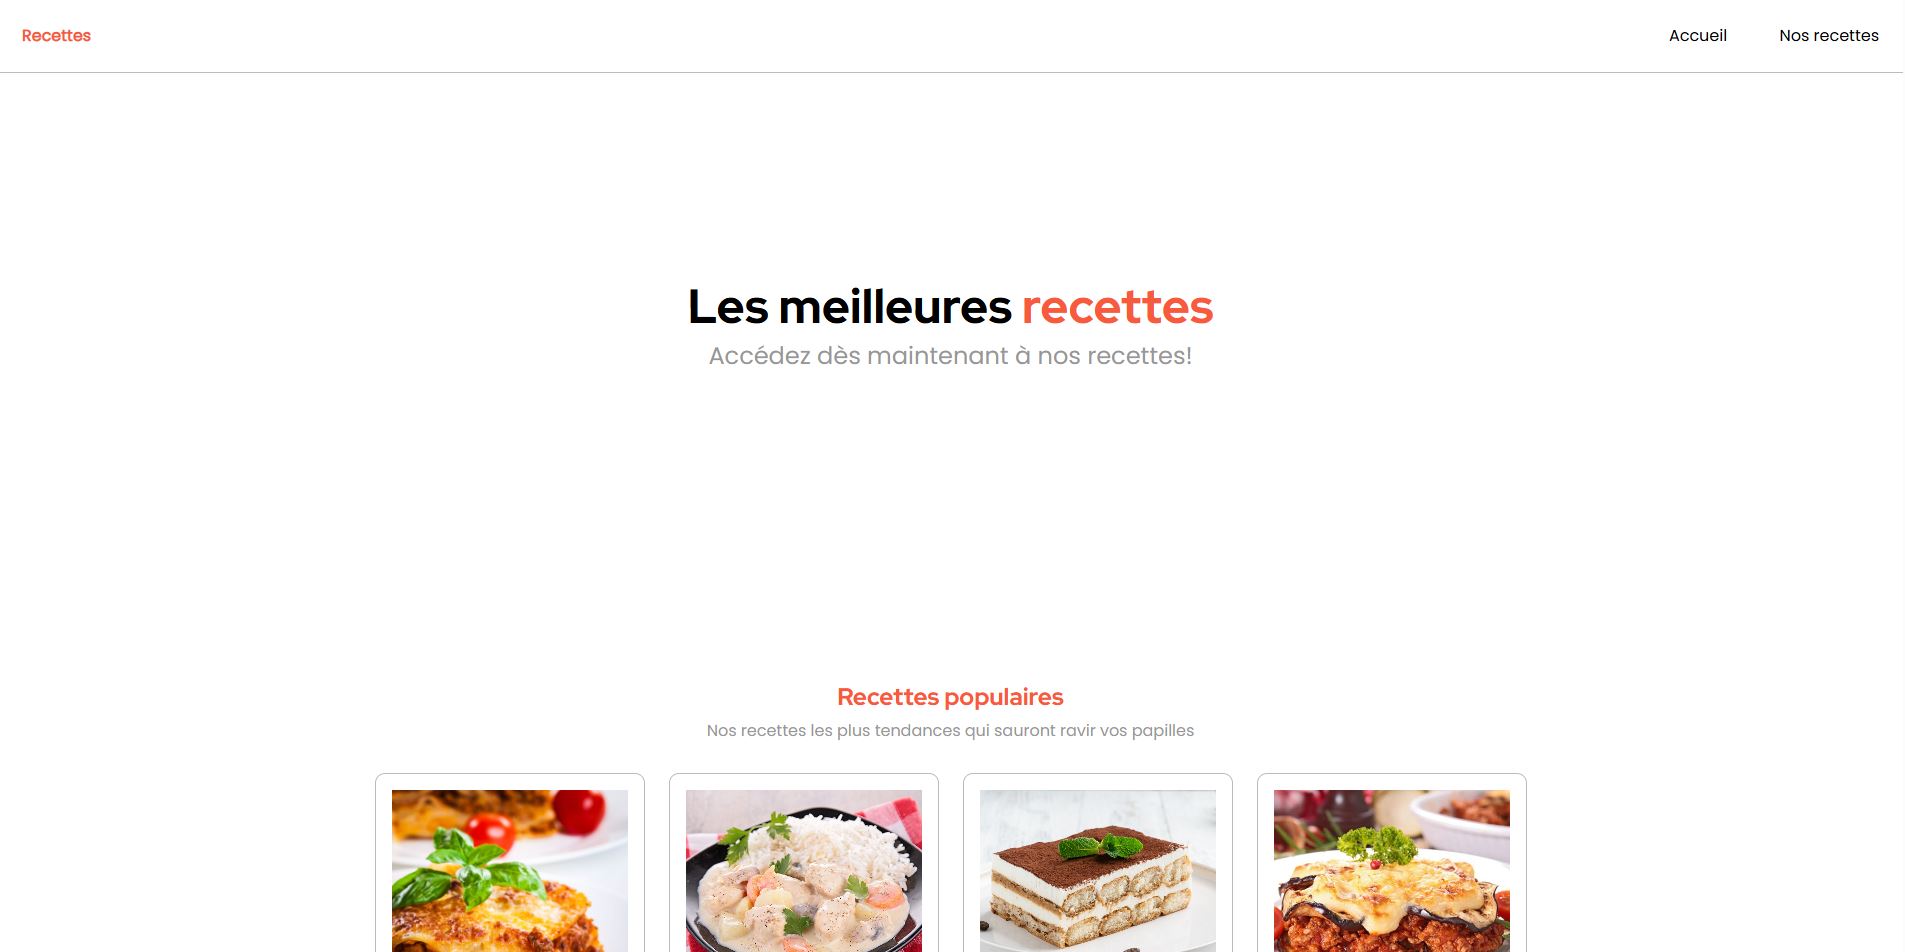 Recettes
Accueil
Nos recettes
Les meilleures recettes
Accédez dès maintenant à nos recettes!
Recettes populaires
Nos recettes les plus tendances qui sauront ravir vos papilles